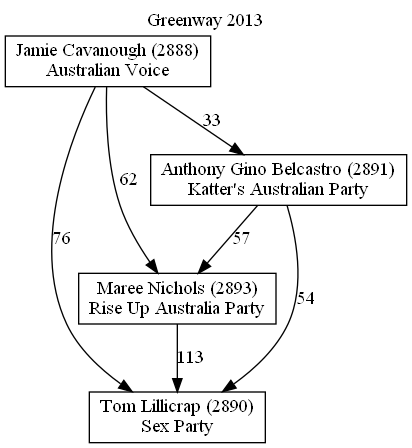 Greenway 2013
Jamie Cavanough (2888)
Australian Voice
33
Anthony Gino Belcastro (2891)
Katter's Australian Party
62
76
57
Maree Nichols (2893)
Rise Up Australia Party
54
113
Tom Lillicrap (2890)
Sex Party